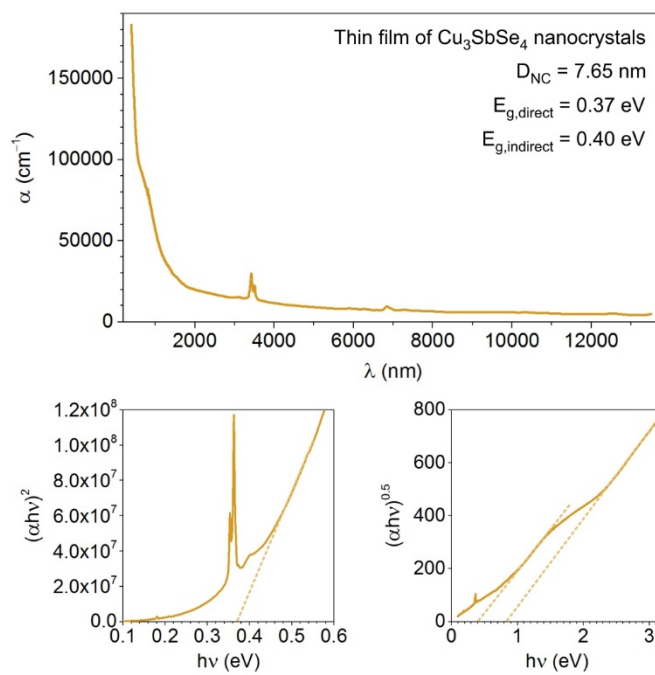 Thin film of Cu₃SbSe₄ nanocrystals
D_NC = 7.65 nm
E_g,direct = 0.37 eV
E_g,indirect = 0.40 eV
150000
100000
50000
0
α (cm⁻¹)
2000 4000 6000 8000 10000 12000
λ (nm)
1.2x10⁸
1.0x10⁸
8.0x10⁷
6.0x10⁷
4.0x10⁷
2.0x10⁷
0.0
(αhν)²
0.1 0.2 0.3 0.4 0.5 0.6
hν (eV)
800
600
400
200
0
(αhν)⁰·⁵
0 1 2 3
hν (eV)